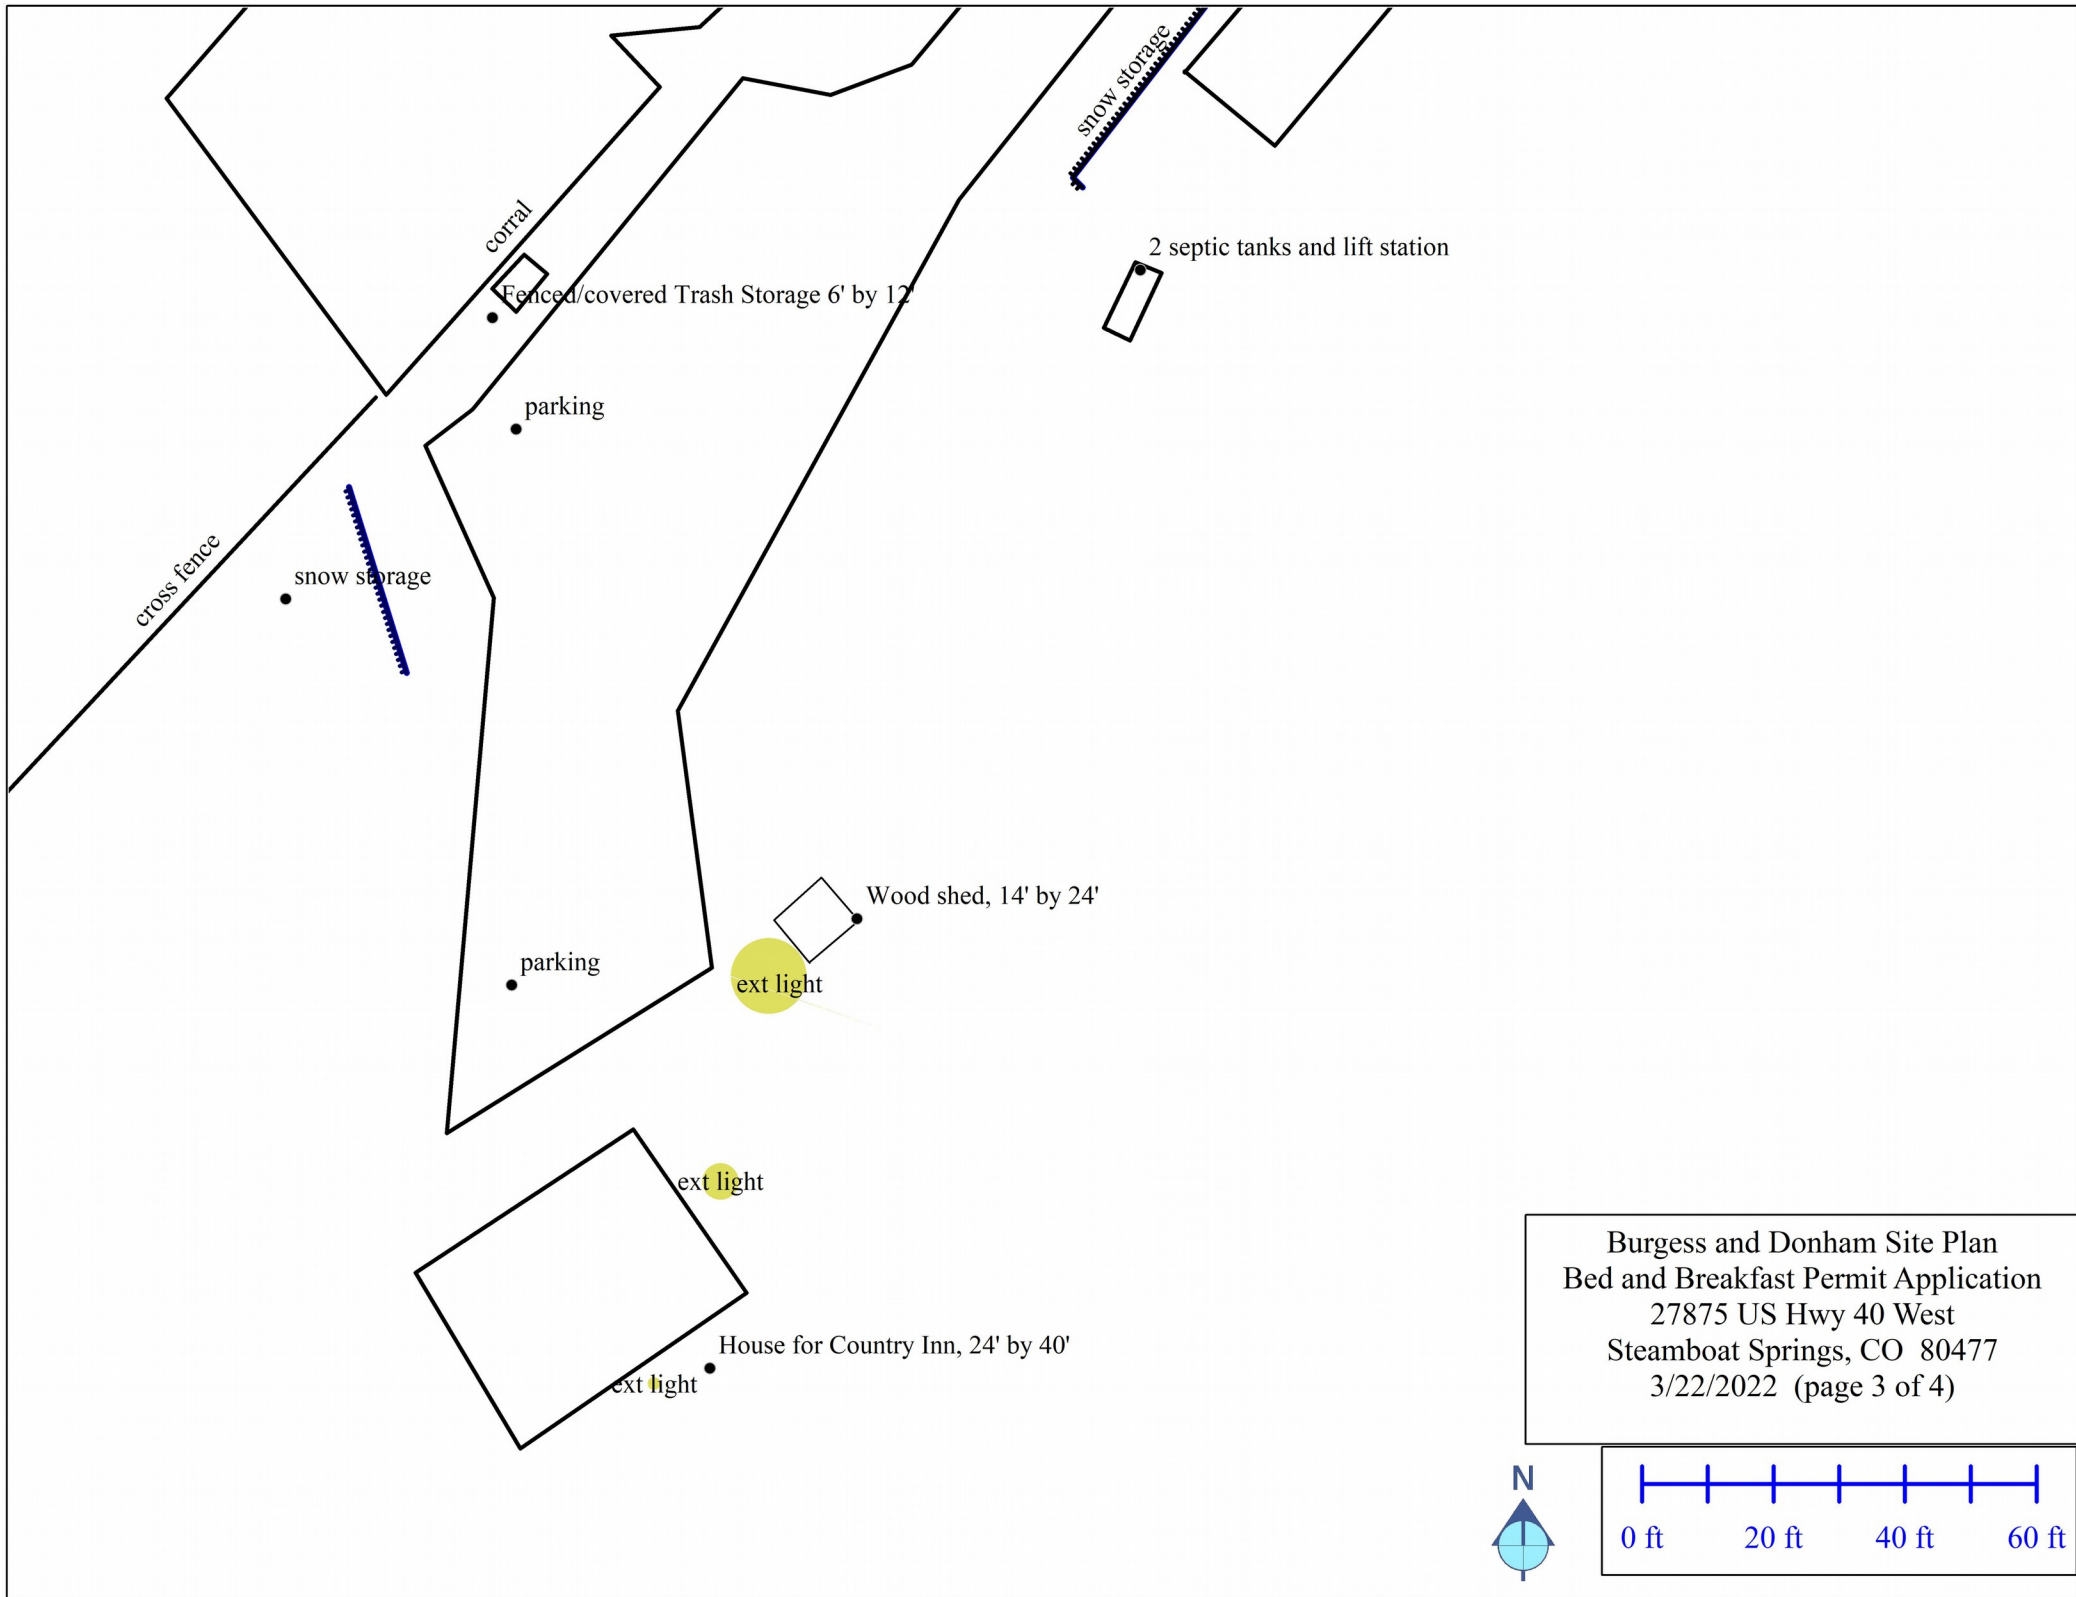 snow storage
corral
2 septic tanks and lift station
Fenced/covered Trash Storage 6' by 12'
parking
cross fence
snow storage
Wood shed, 14' by 24'
parking
ext light
ext light
House for Country Inn, 24' by 40'
ext light
Burgess and Donham Site Plan
Bed and Breakfast Permit Application
27875 US Hwy 40 West
Steamboat Springs, CO  80477
3/22/2022  (page 3 of 4)
N
0 ft 20 ft 40 ft 60 ft